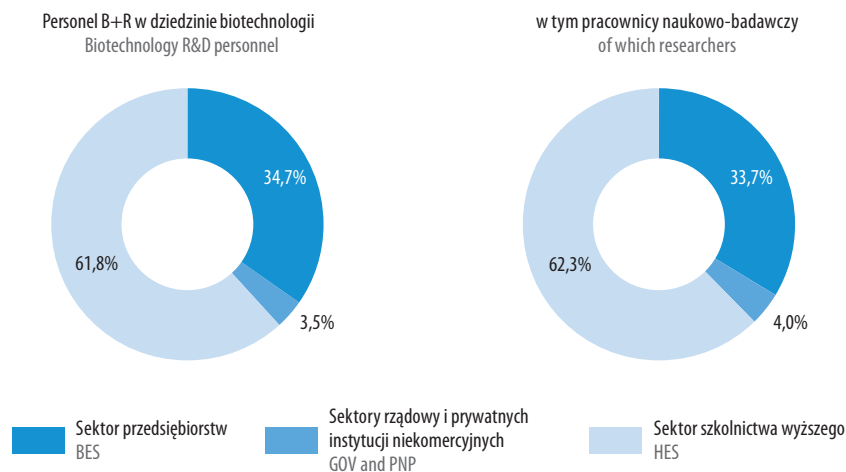 Personel B+R w dziedzinie biotechnologii
Biotechnology R&D personnel
34,7%
61,8%
3,5%
w tym pracownicy naukowo-badawczy
of which researchers
33,7%
62,3%
4,0%
Sektor przedsiębiorstw
BES
Sektory rządowy i prywatnych
instytucji niekomercyjnych
GOV and PNP
Sektor szkolnictwa wyższego
HES